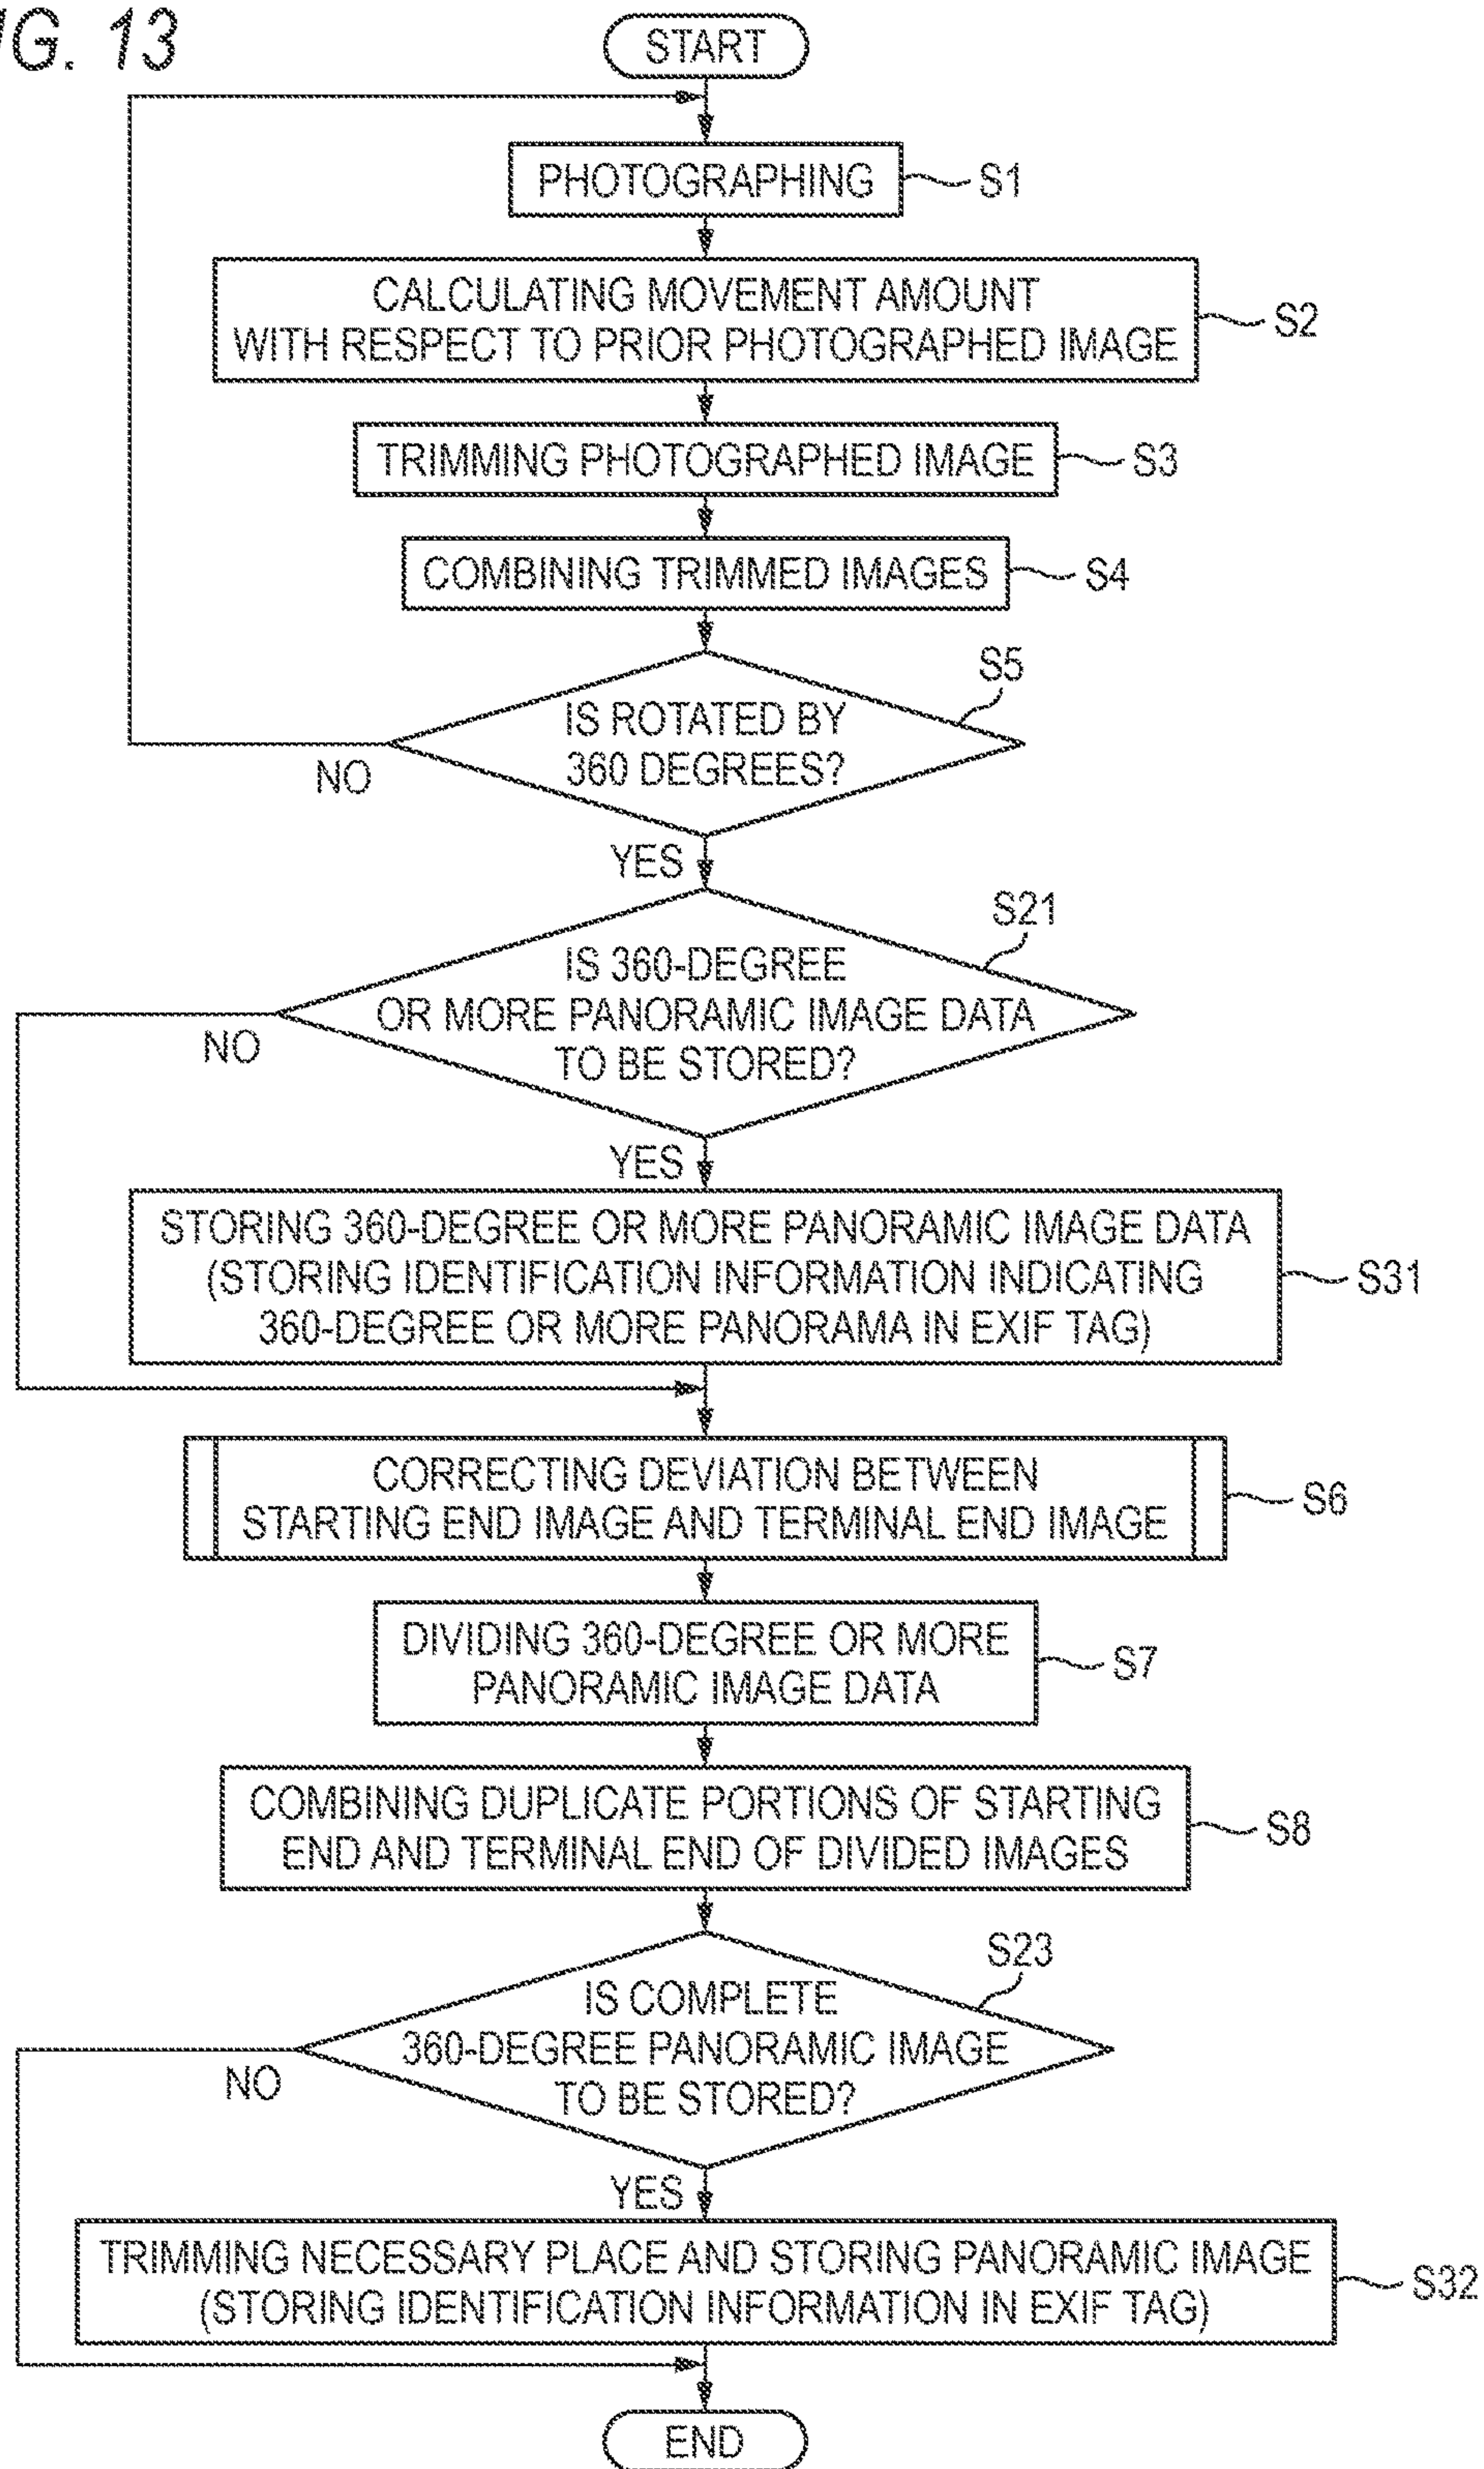 IG. 13
START
PHOTOGRAPHING
S1
CALCULATING MOVEMENT AMOUNT
WITH RESPECT TO PRIOR PHOTOGRAPHED IMAGE
S2
TRIMMING PHOTOGRAPHED IMAGE
S3
COMBINING TRIMMED IMAGES
S4
S5
IS ROTATED BY
360 DEGREES?
NO
YES
S21
IS 360-DEGREE
OR MORE PANORAMIC IMAGE DATA
TO BE STORED?
NO
YES
STORING 360-DEGREE OR MORE PANORAMIC IMAGE DATA
(STORING IDENTIFICATION INFORMATION INDICATING
360-DEGREE OR MORE PANORAMA IN EXIF TAG)
S31
CORRECTING DEVIATION BETWEEN
STARTING END IMAGE AND TERMINAL END IMAGE
S6
DIVIDING 360-DEGREE OR MORE
PANORAMIC IMAGE DATA
S7
COMBINING DUPLICATE PORTIONS OF STARTING
END AND TERMINAL END OF DIVIDED IMAGES
S8
S23
IS COMPLETE
360-DEGREE PANORAMIC IMAGE
TO BE STORED?
NO
YES
TRIMMING NECESSARY PLACE AND STORING PANORAMIC IMAGE
(STORING IDENTIFICATION INFORMATION IN EXIF TAG)
S32
END